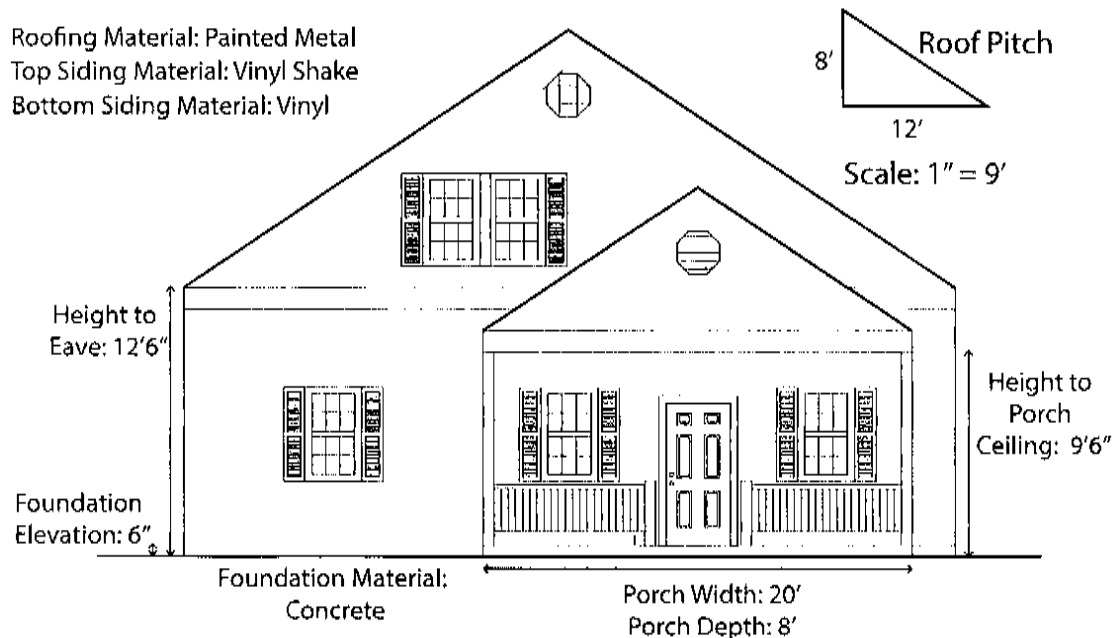 Roofing Material: Painted Metal
Top Siding Material: Vinyl Shake
Bottom Siding Material: Vinyl
8'
Roof Pitch
12'
Scale: 1" = 9'
Height to
Eave: 12'6"
Height to
Porch
Ceiling: 9'6"
Foundation
Elevation: 6"
Foundation Material:
Concrete
Porch Width: 20'
Porch Depth: 8'